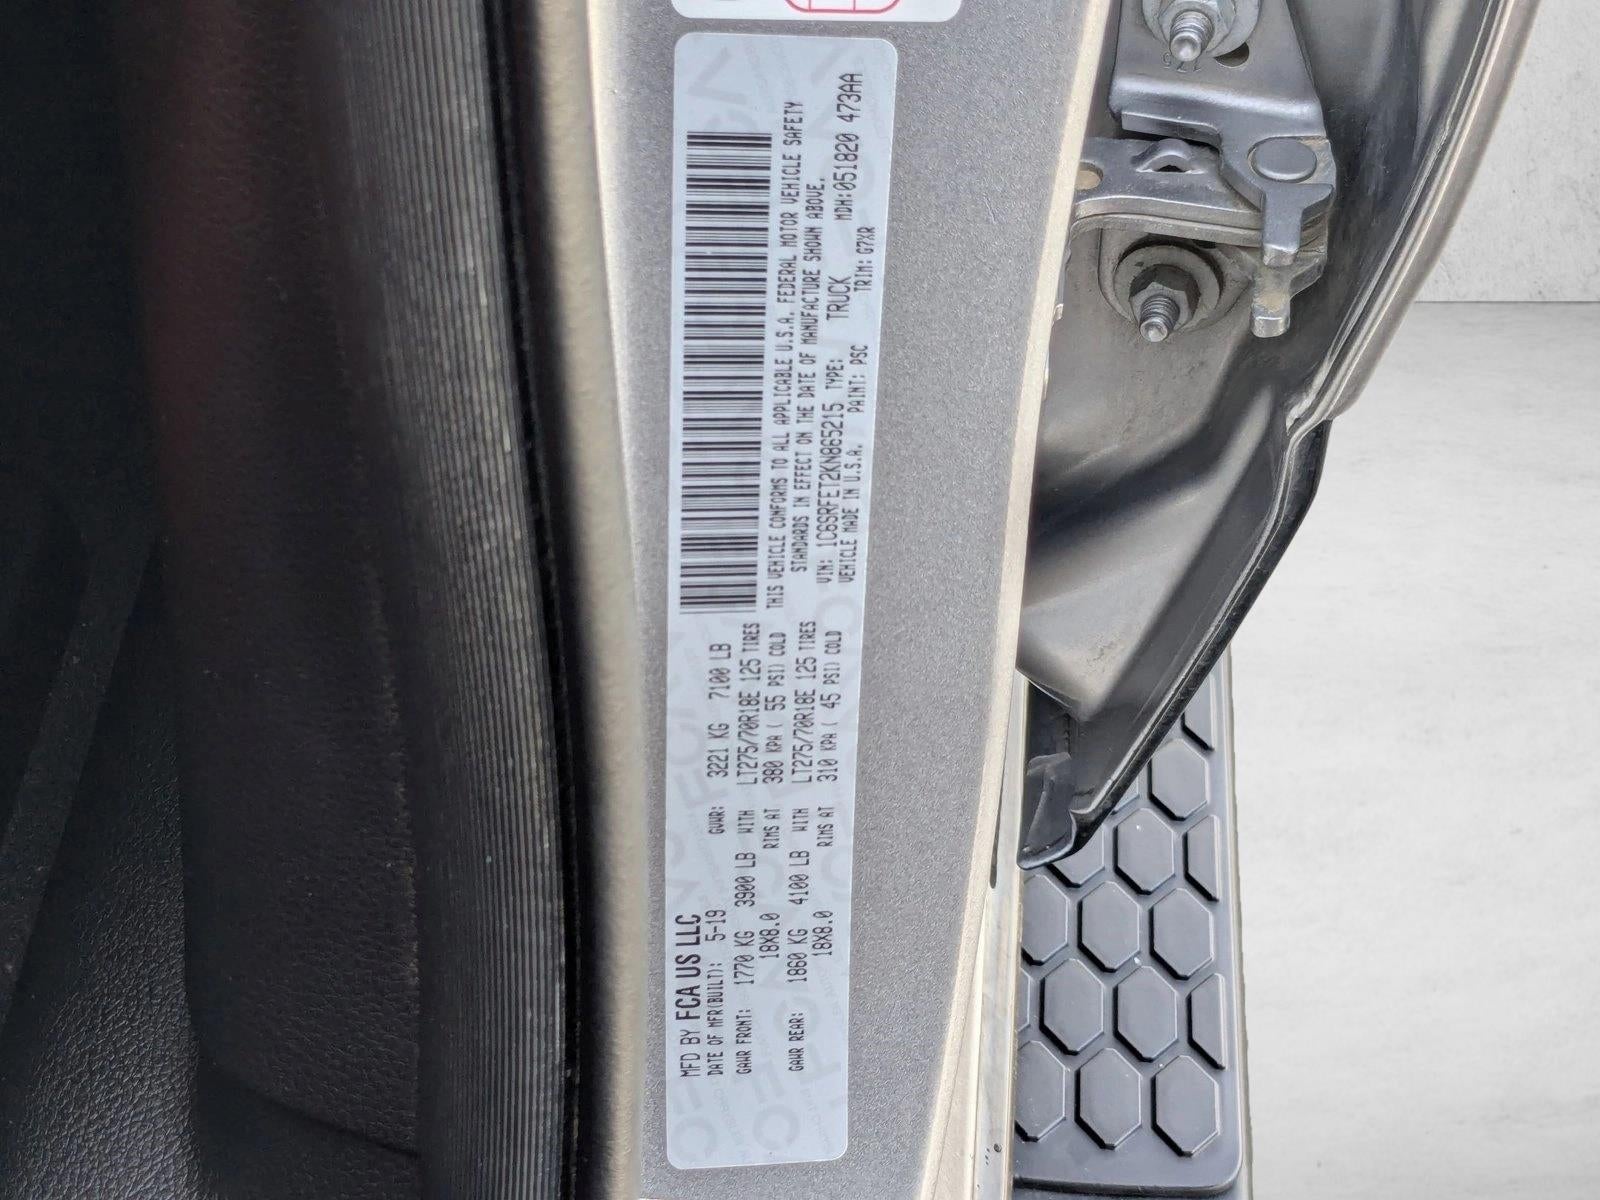 MFD BY FCA US LLC
DATE OF MFR(BUILT): 5-19 GVWR: 3221 KG 7100 LB
GAWR FRONT: 1770 KG 3900 LB WITH LT275/70R18E 125 TIRES
18X8.0 RIMS AT 380 KPA ( 55 PSI) COLD
GAWR REAR: 1860 KG 4100 LB WITH LT275/70R18E 125 TIRES
18X8.0 RIMS AT 310 KPA ( 45 PSI) COLD
THIS VEHICLE CONFORMS TO ALL APPLICABLE U.S.A. FEDERAL MOTOR VEHICLE SAFETY
STANDARDS IN EFFECT ON THE DATE OF MANUFACTURE SHOWN ABOVE.
VIN: 1C6SRFET2KN865215 TYPE: TRUCK MDH:051820 473AA
VEHICLE MADE IN U.S.A. PAINT: PSC TRIM: G7XR